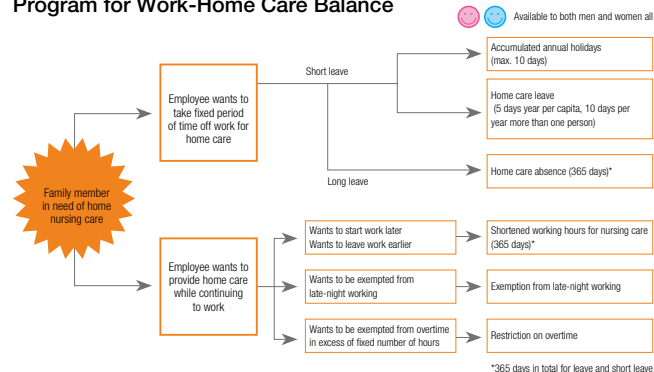 Program for Work-Home Care Balance
Available to both men and women all
Family member
in need of home
nursing care
Employee wants to
take fixed period
of time off work for
home care
Short leave
Long leave
Accumulated annual holidays
(max. 10 days)
Home care leave
(5 days year per capita, 10 days per
year more than one person)
Home care absence (365 days)*
Employee wants to
provide home care
while continuing
to work
Wants to start work later
Wants to leave work earlier
Shortened working hours for nursing care
(365 days)*
Wants to be exempted from
late-night working
Exemption from late-night working
Wants to be exempted from overtime
in excess of fixed number of hours
Restriction on overtime
*365 days in total for leave and short leave